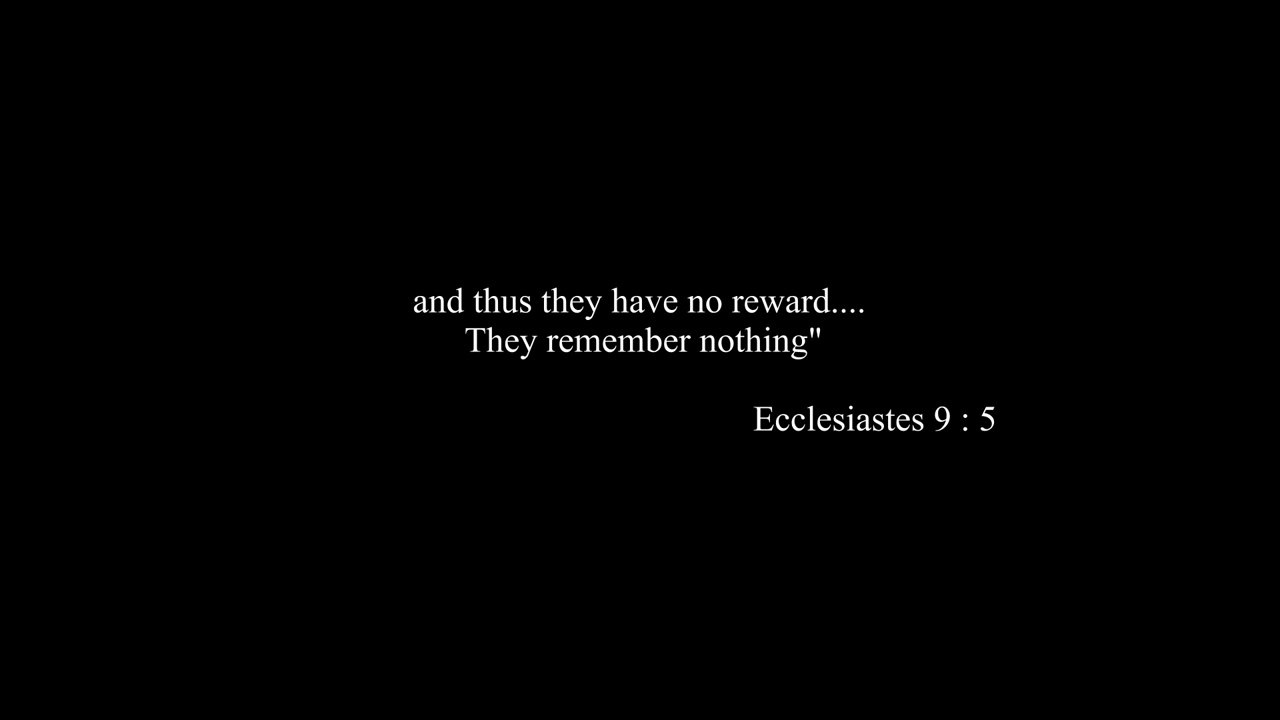 and thus they have no reward....
They remember nothing"
Ecclesiastes 9 : 5